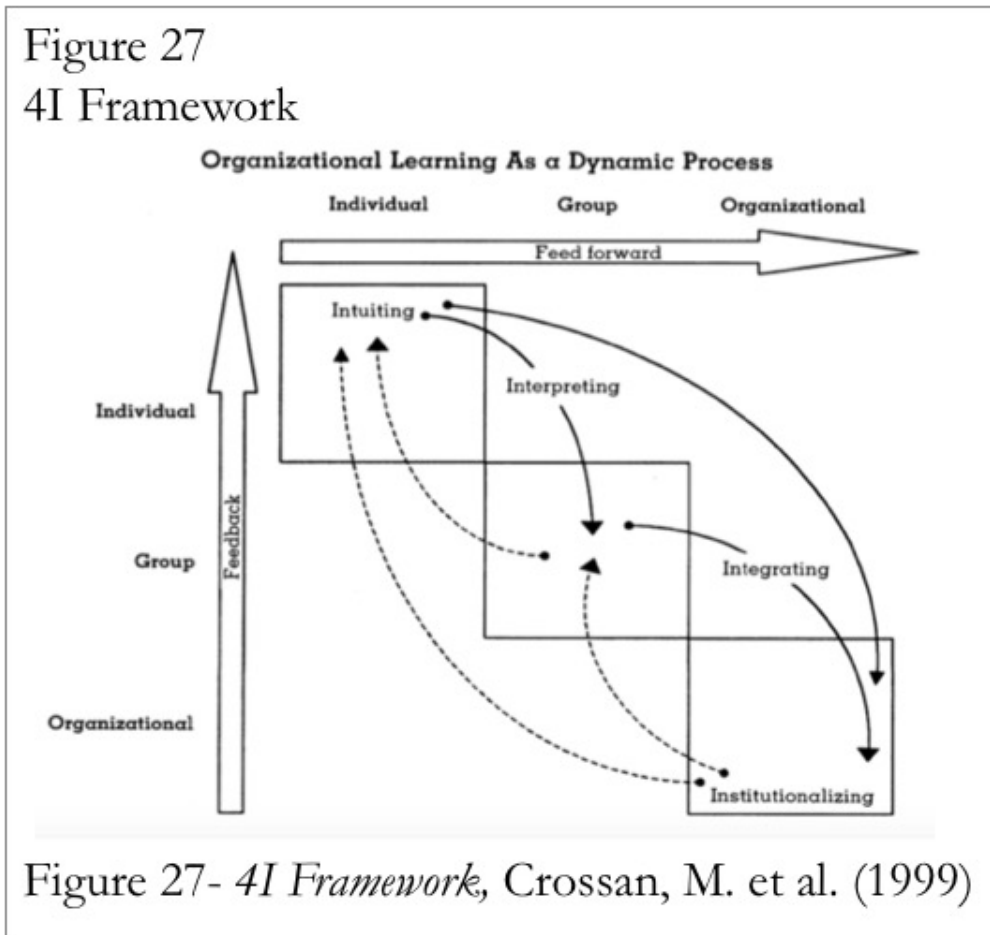 Figure 27
4I Framework
Organizational Learning As a Dynamic Process
Individual Group Organizational
Feed forward
Intuiting
Interpreting
Individual
Feedback
Group
Integrating
Organizational
Institutionalizing
Figure 27- 4I Framework, Crossan, M. et al. (1999)